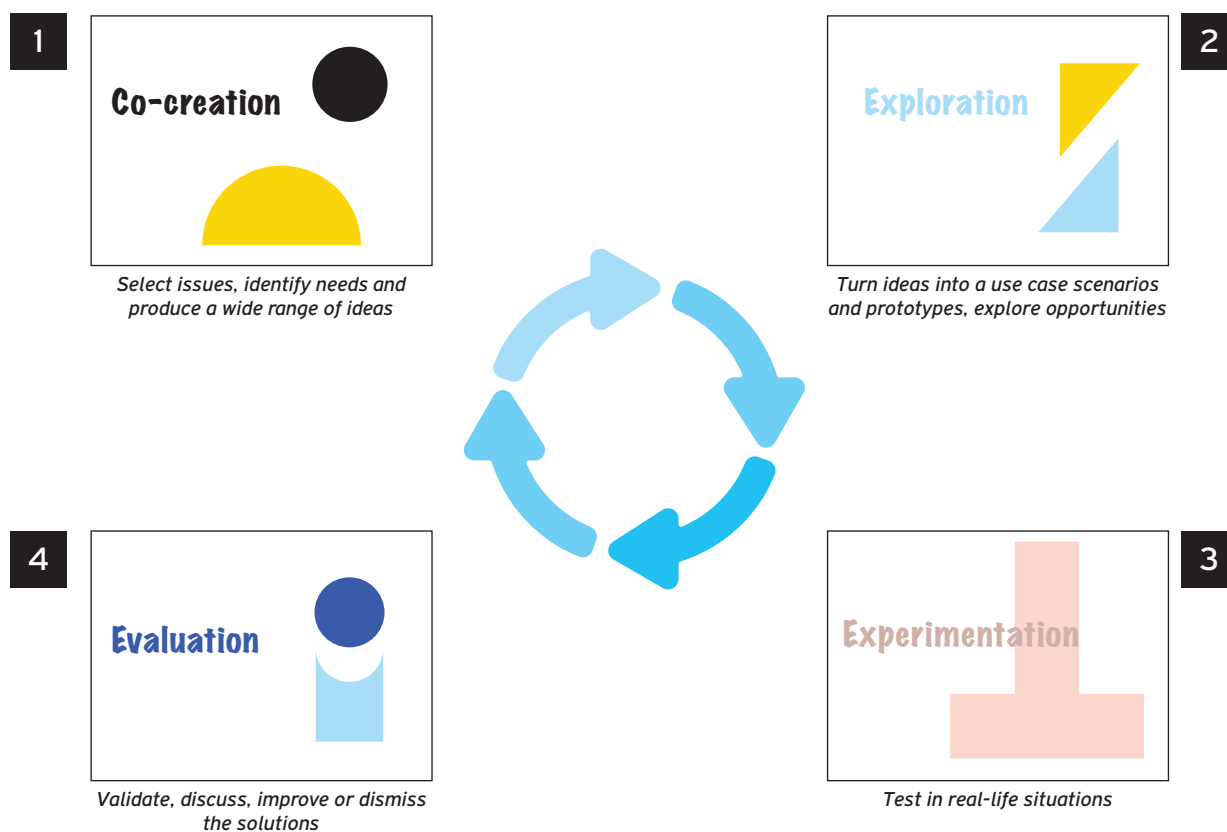 1
Co-creation
Select issues, identify needs and
produce a wide range of ideas
2
Exploration
Turn ideas into a use case scenarios
and prototypes, explore opportunities
3
Experimentation
Test in real-life situations
4
Evaluation
Validate, discuss, improve or dismiss
the solutions